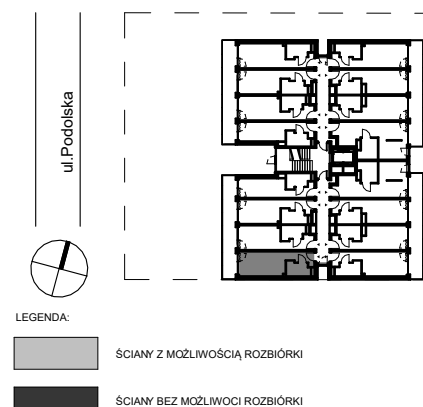 ul.Podolska
LEGENDA:
ŚCIANY Z MOŻLIWOŚCIĄ ROZBIÓRKI
ŚCIANY BEZ MOŻLIWOCI ROZBIÓRKI